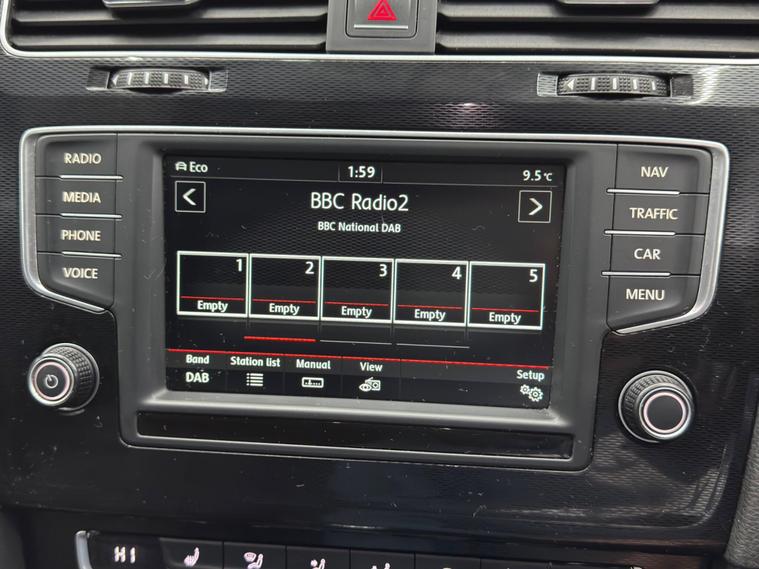 RADIO
MEDIA
PHONE
VOICE
Eco 1:59 9.5 °C
BBC Radio2
BBC National DAB
1 2 3 4 5
Empty Empty Empty Empty Empty
Band Station list Manual View Setup
DAB
NAV
TRAFFIC
CAR
MENU
HI